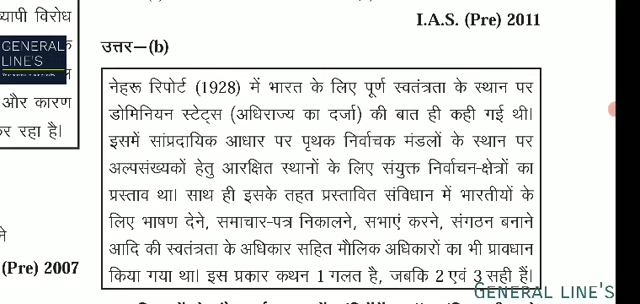 यापी विरोध
I.A.S. (Pre) 2011
उत्तर–(b)
GENERAL
LINE'S
और कारण
र रहा है।
नेहरू रिपोर्ट (1928) में भारत के लिए पूर्ण स्वतंत्रता के स्थान पर
डोमिनियन स्टेट्स (अधिराज्य का दर्जा) की बात ही कही गई थी।
इसमें सांप्रदायिक आधार पर पृथक निर्वाचक मंडलों के स्थान पर
अल्पसंख्यकों हेतु आरक्षित स्थानों के लिए संयुक्त निर्वाचन-क्षेत्रों का
प्रस्ताव था। साथ ही इसके तहत प्रस्तावित संविधान में भारतीयों के
लिए भाषण देने, समाचार-पत्र निकालने, सभाएं करने, संगठन बनाने
आदि की स्वतंत्रता के अधिकार सहित मौलिक अधिकारों का भी प्रावधान
किया गया था। इस प्रकार कथन 1 गलत है, जबकि 2 एवं 3 सही हैं।
(Pre) 2007
GENERAL LINE'S